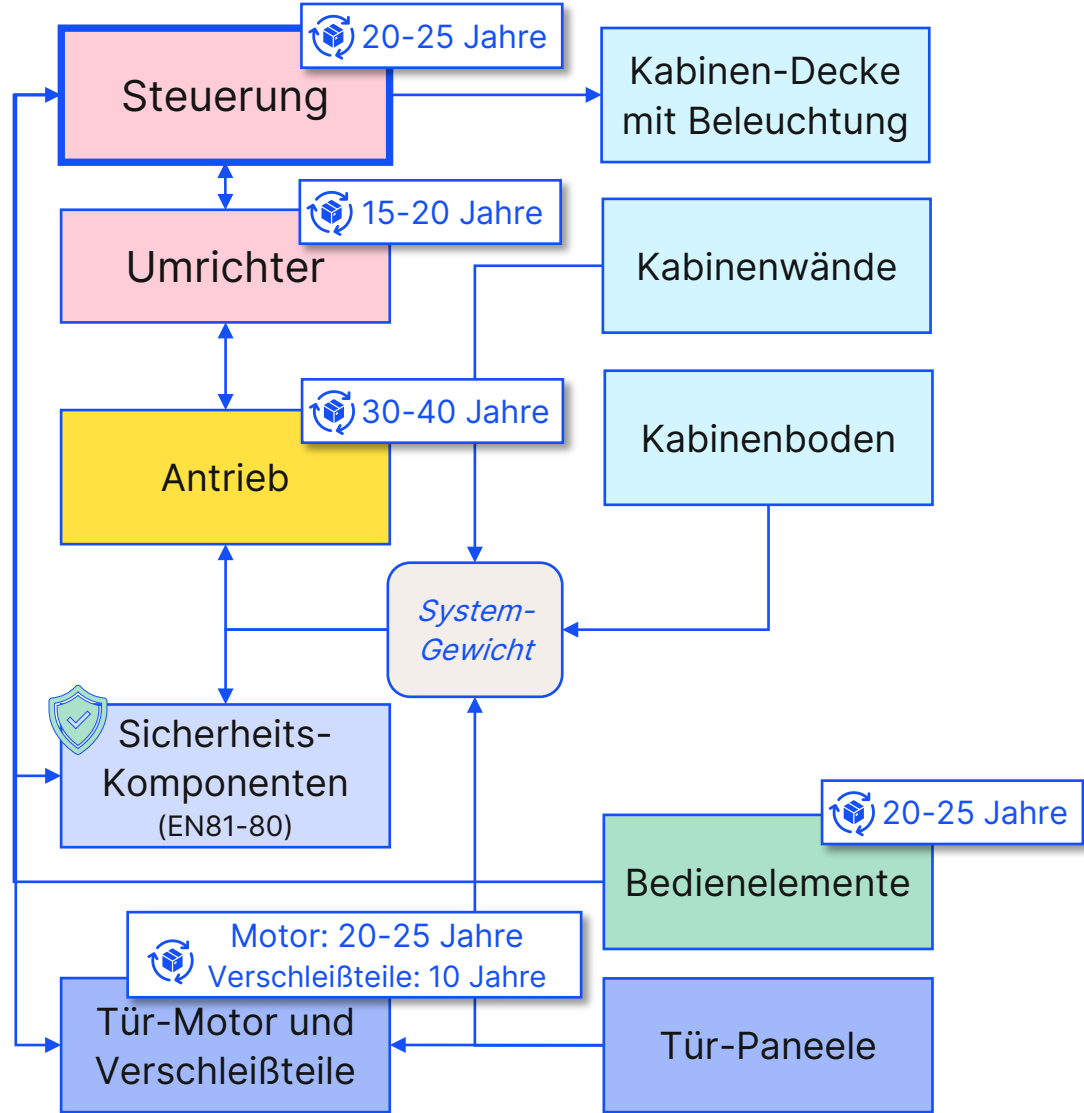 20-25 Jahre
Steuerung
Kabinen-Decke
mit Beleuchtung
15-20 Jahre
Umrichter
Kabinenwände
30-40 Jahre
Antrieb
Kabinenboden
System-
Gewicht
Sicherheits-
Komponenten
(EN81-80)
20-25 Jahre
Bedienelemente
Motor: 20-25 Jahre
Verschleißteile: 10 Jahre
Tür-Motor und
Verschleißteile
Tür-Paneele